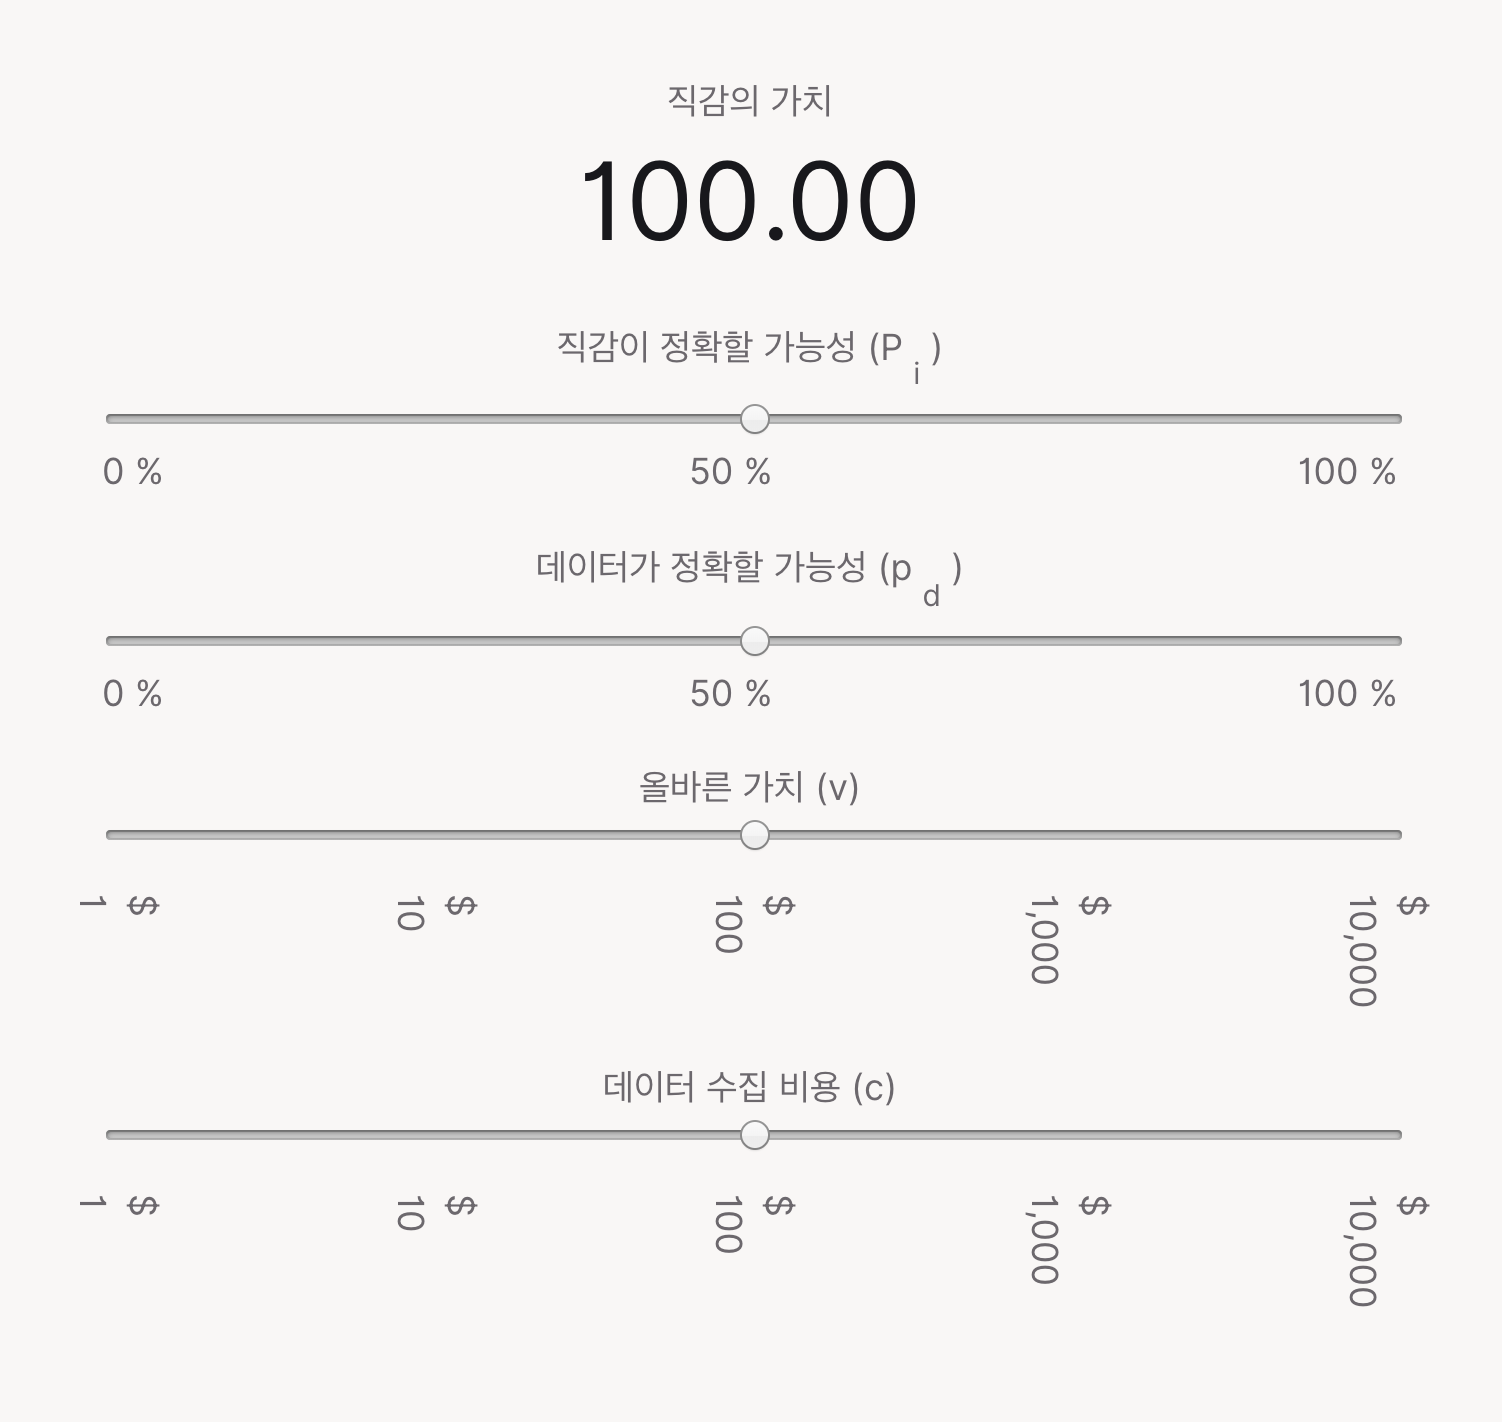 직감의 가치
100.00
직감이 정확할 가능성 (P i )
0 % 50 % 100 %
데이터가 정확할 가능성 (p d )
0 % 50 % 100 %
올바른 가치 (v)
$ 1 $ 10 $ 100 $ 1,000 $ 10,000
데이터 수집 비용 (c)
$ 1 $ 10 $ 100 $ 1,000 $ 10,000